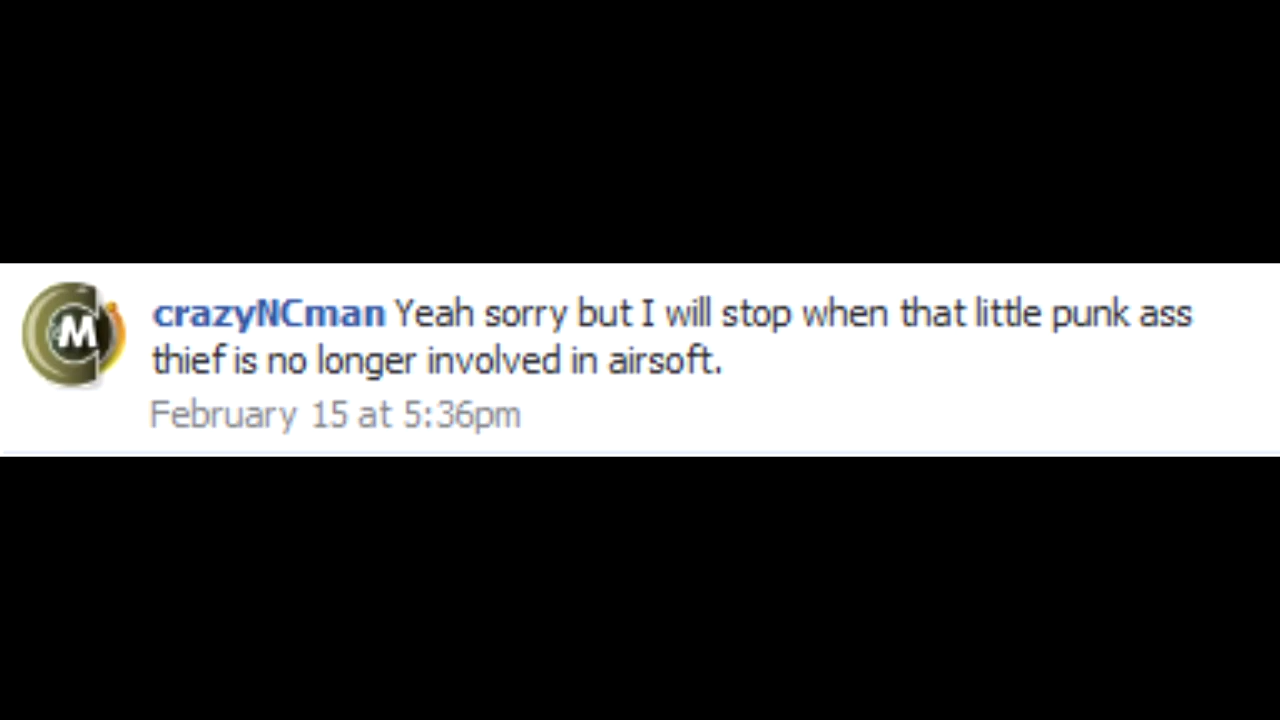 M
crazyNCman Yeah sorry but I will stop when that little punk ass
thief is no longer involved in airsoft.
February 15 at 5:36pm